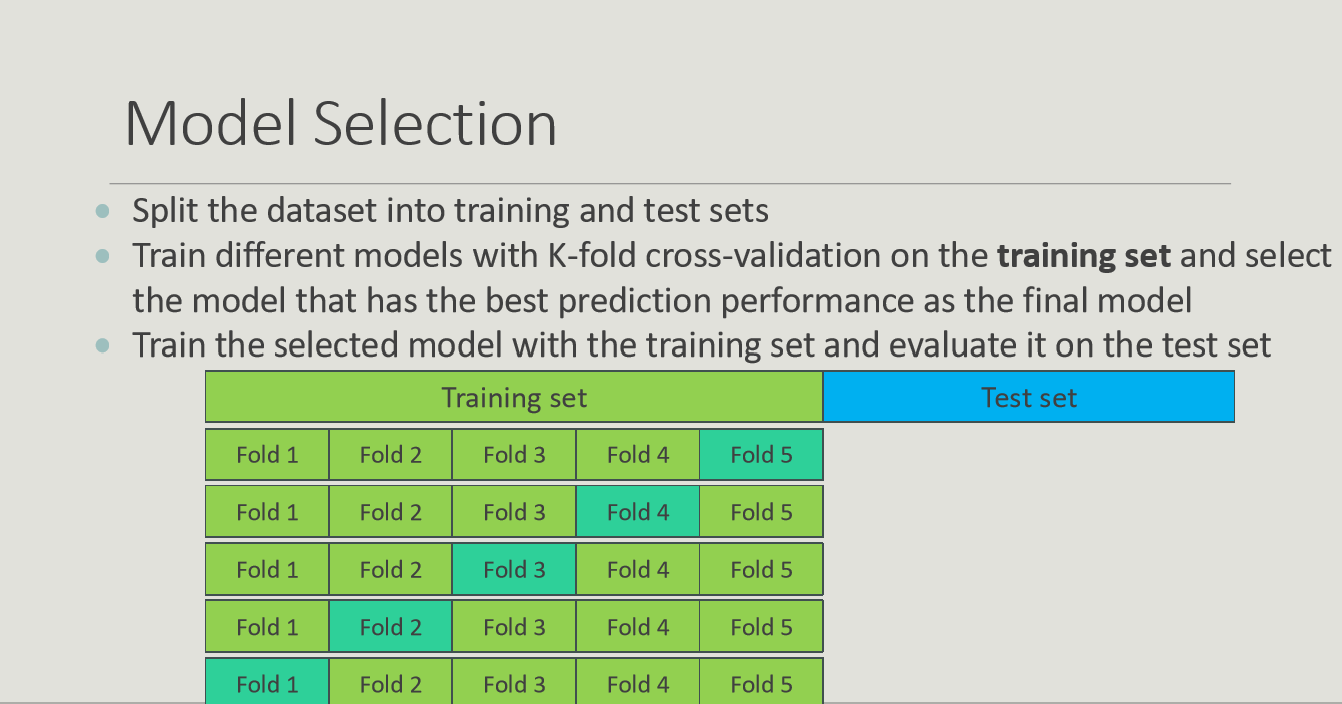 Model Selection
Split the dataset into training and test sets
Train different models with K-fold cross-validation on the training set and select
the model that has the best prediction performance as the final model
Train the selected model with the training set and evaluate it on the test set
Training set Test set
Fold 1 Fold 2 Fold 3 Fold 4 Fold 5
Fold 1 Fold 2 Fold 3 Fold 4 Fold 5
Fold 1 Fold 2 Fold 3 Fold 4 Fold 5
Fold 1 Fold 2 Fold 3 Fold 4 Fold 5
Fold 1 Fold 2 Fold 3 Fold 4 Fold 5